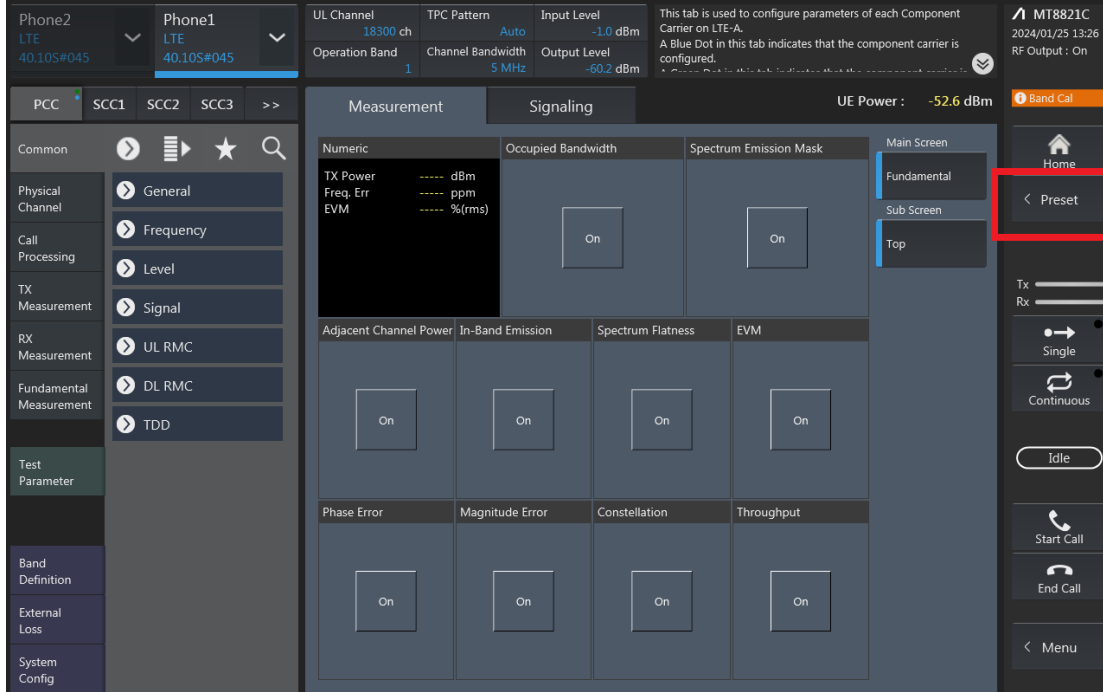 Phone2
LTE
40.10S#045
Phone1
LTE
40.10S#045
UL Channel
18300 ch
TPC Pattern
Auto
Input Level
-1.0 dBm
Operation Band
1
Channel Bandwidth
5 MHz
Output Level
-60.2 dBm
This tab is used to configure parameters of each Component
Carrier on LTE-A.
A Blue Dot in this tab indicates that the component carrier is
configured.
MT8821C
2024/01/25 13:26
RF Output : On
PCC
SCC1
SCC2
SCC3
>>
Measurement
Signaling
UE Power : -52.6 dBm
Band Cal
Common
Physical
Channel
Call
Processing
TX
Measurement
RX
Measurement
Fundamental
Measurement
Test
Parameter
Band
Definition
External
Loss
System
Config
General
Frequency
Level
Signal
UL RMC
DL RMC
TDD
Numeric
TX Power ----- dBm
Freq. Err ----- ppm
EVM ----- %(rms)
Occupied Bandwidth
On
Spectrum Emission Mask
On
Main Screen
Fundamental
Sub Screen
Top
Adjacent Channel Power
On
In-Band Emission
On
Spectrum Flatness
On
EVM
On
Phase Error
On
Magnitude Error
On
Constellation
On
Throughput
On
Home
< Preset
Tx
Rx
Single
Continuous
Idle
Start Call
End Call
< Menu